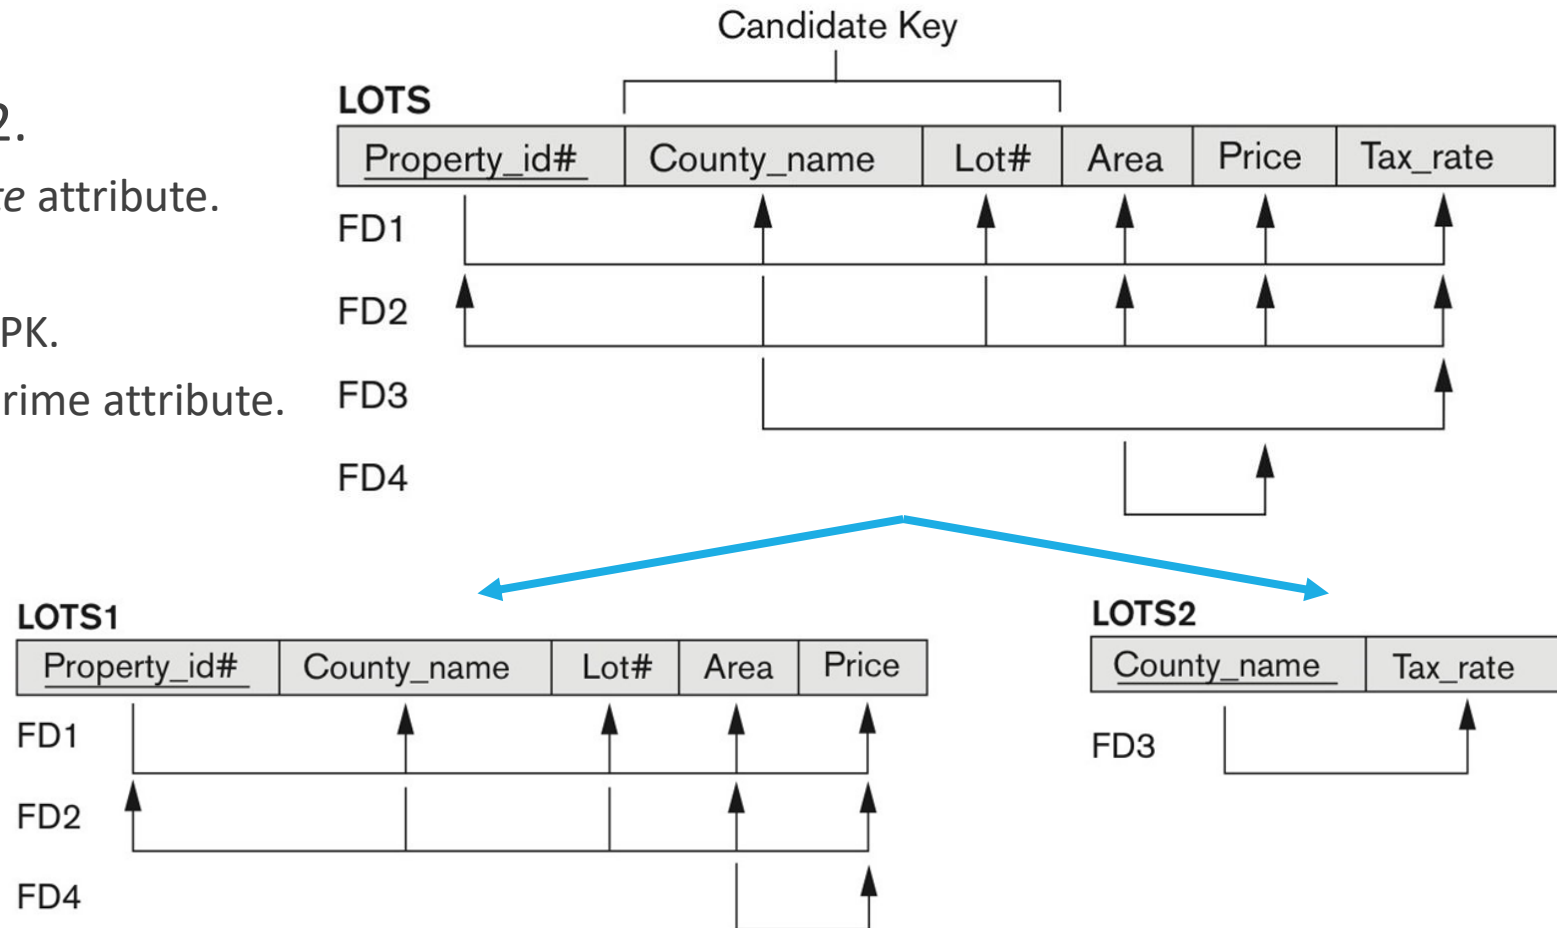 Candidate Key
LOTS
2.
Property_id# County_name Lot# Area Price Tax_rate
attribute.
FD1
FD2
PK.
FD3
attribute.
FD4
LOTS1
Property_id# County_name Lot# Area Price
FD1
FD2
FD4
LOTS2
County_name Tax_rate
FD3